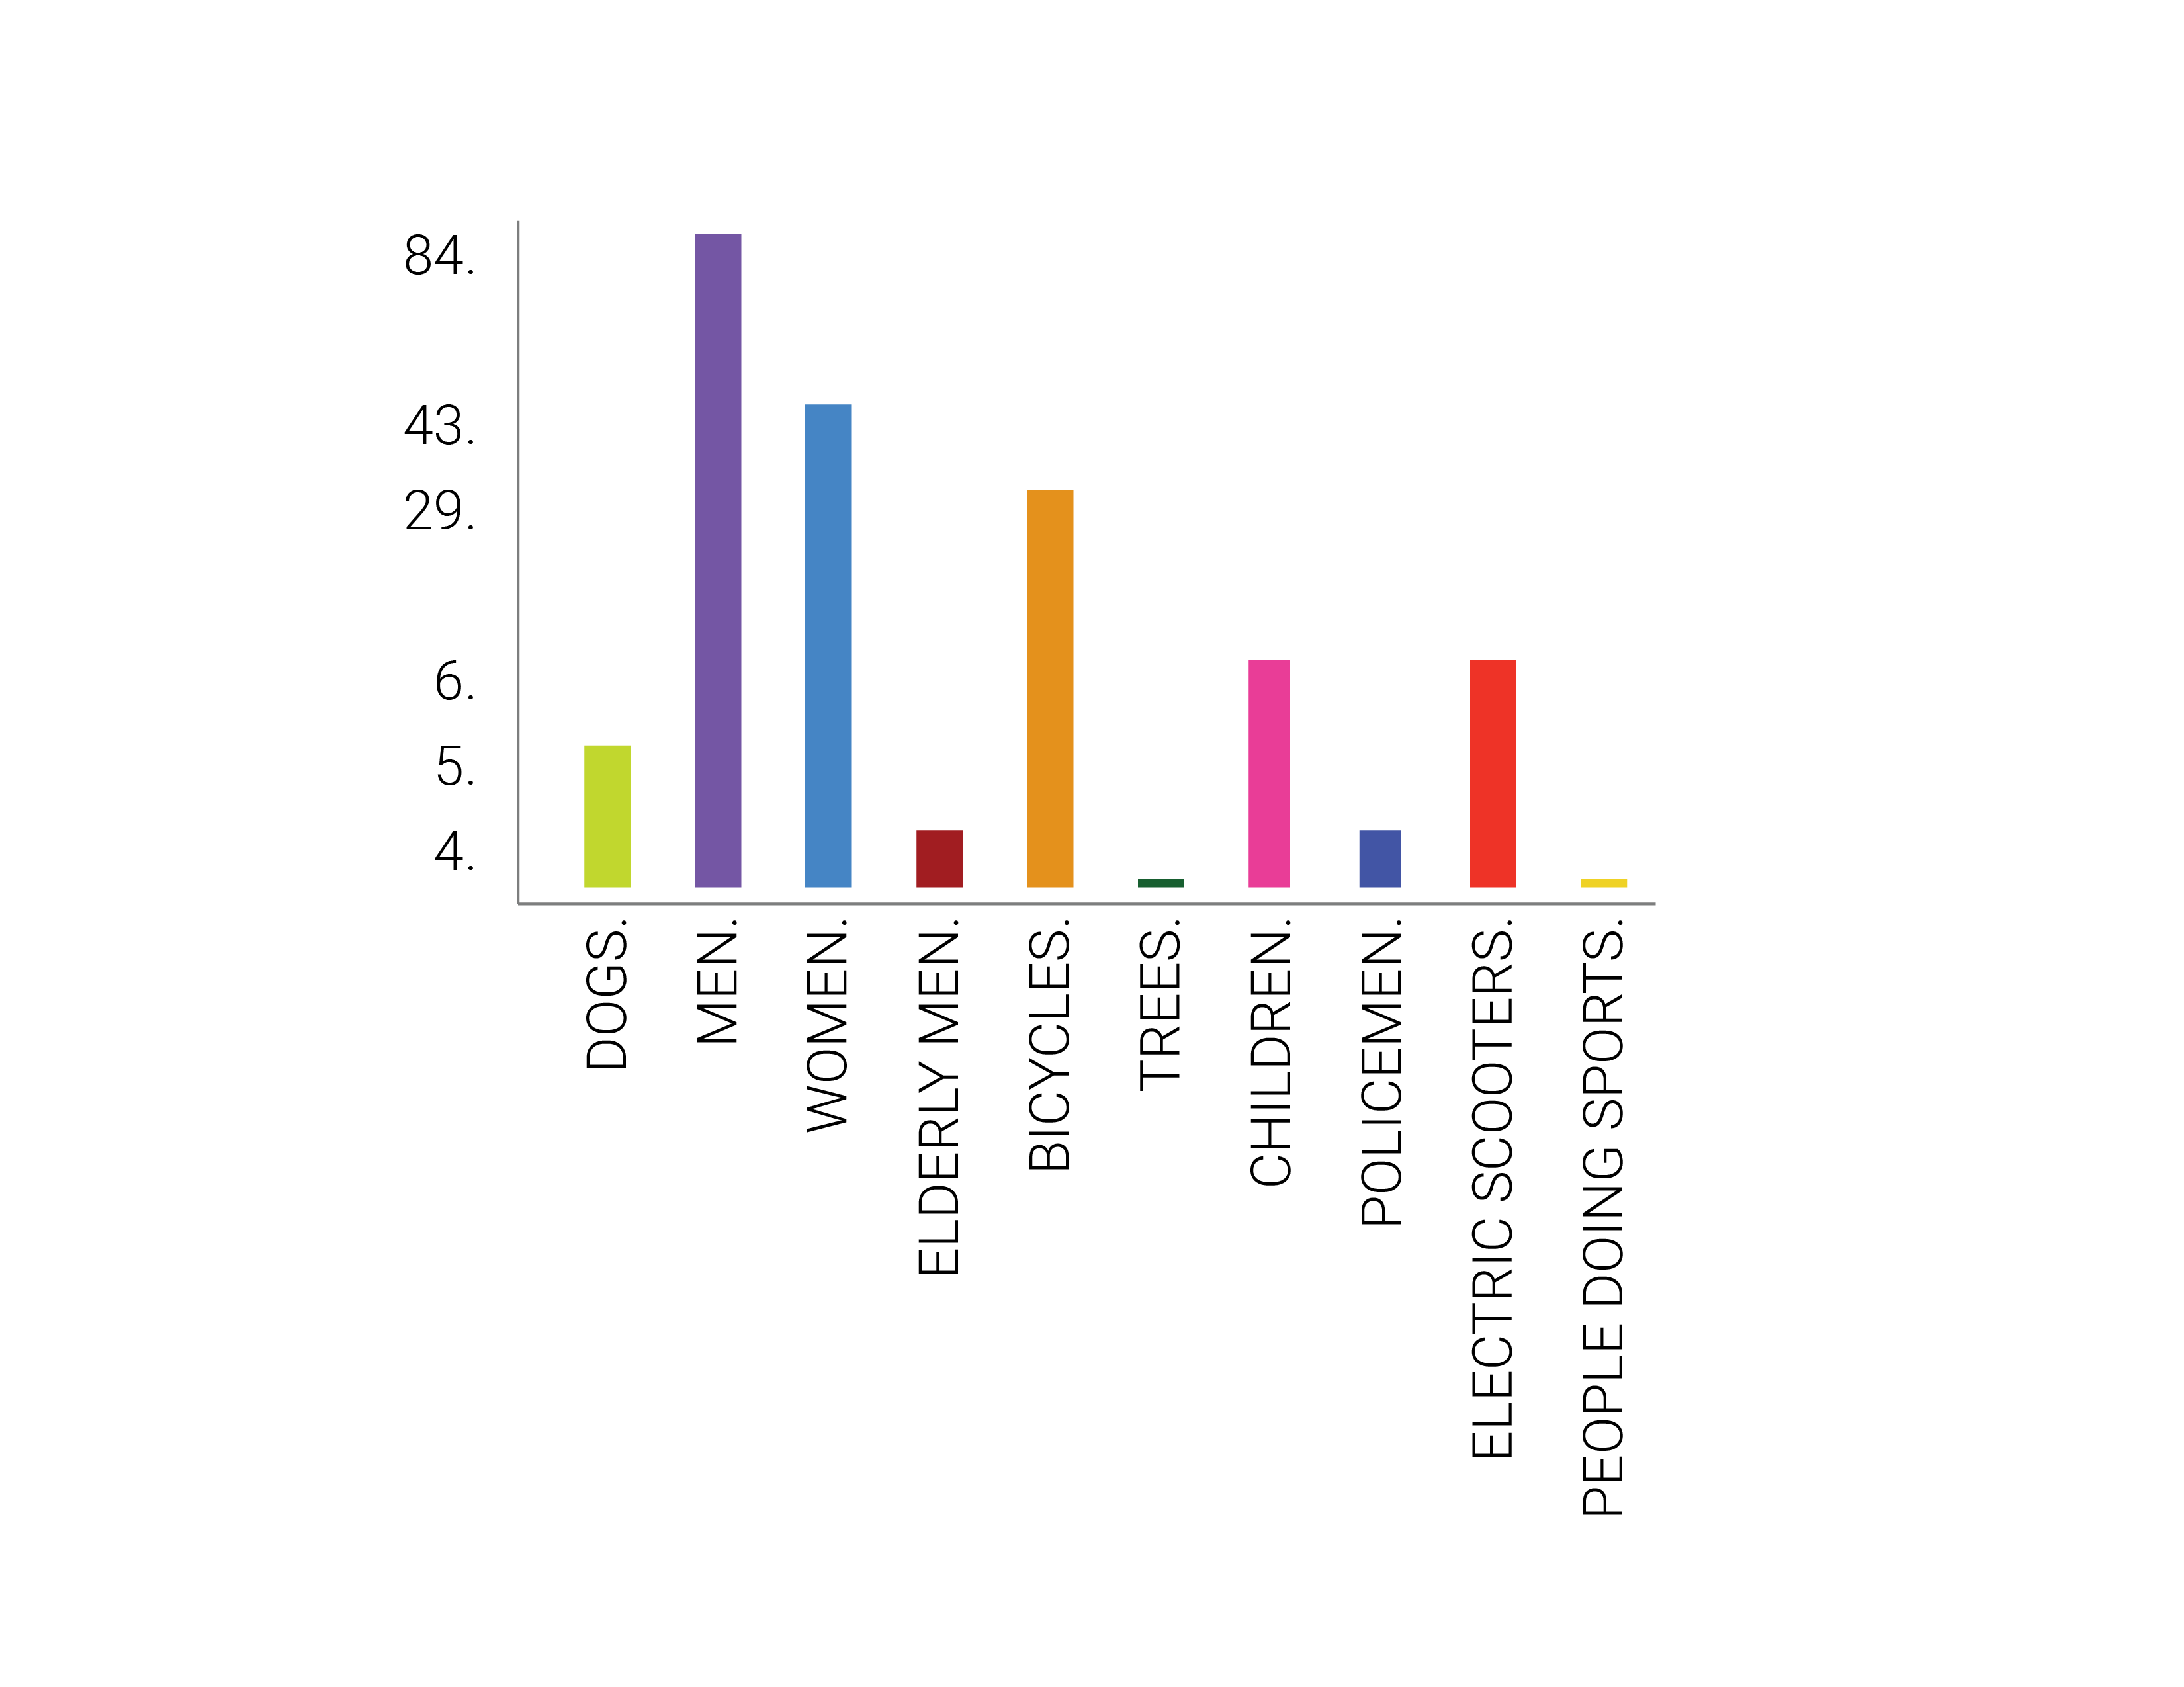 84.
43.
29.
6.
5.
4.
DOGS.
MEN.
WOMEN.
ELDERLY MEN.
BICYCLES.
TREES.
CHIILDREN.
POLICEMEN.
ELECTRIC SCOOTERS.
PEOPLE DOING SPORTS.